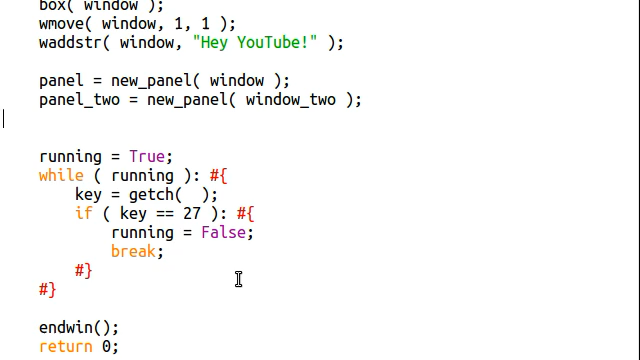 box( window );
wmove( window, 1, 1 );
waddstr( window, "Hey YouTube!" );
panel = new_panel( window );
panel_two = new_panel( window_two );
running = True;
while ( running ): #{
key = getch(  );
if ( key == 27 ): #{
running = False;
break;
#}
#}
endwin();
return 0;